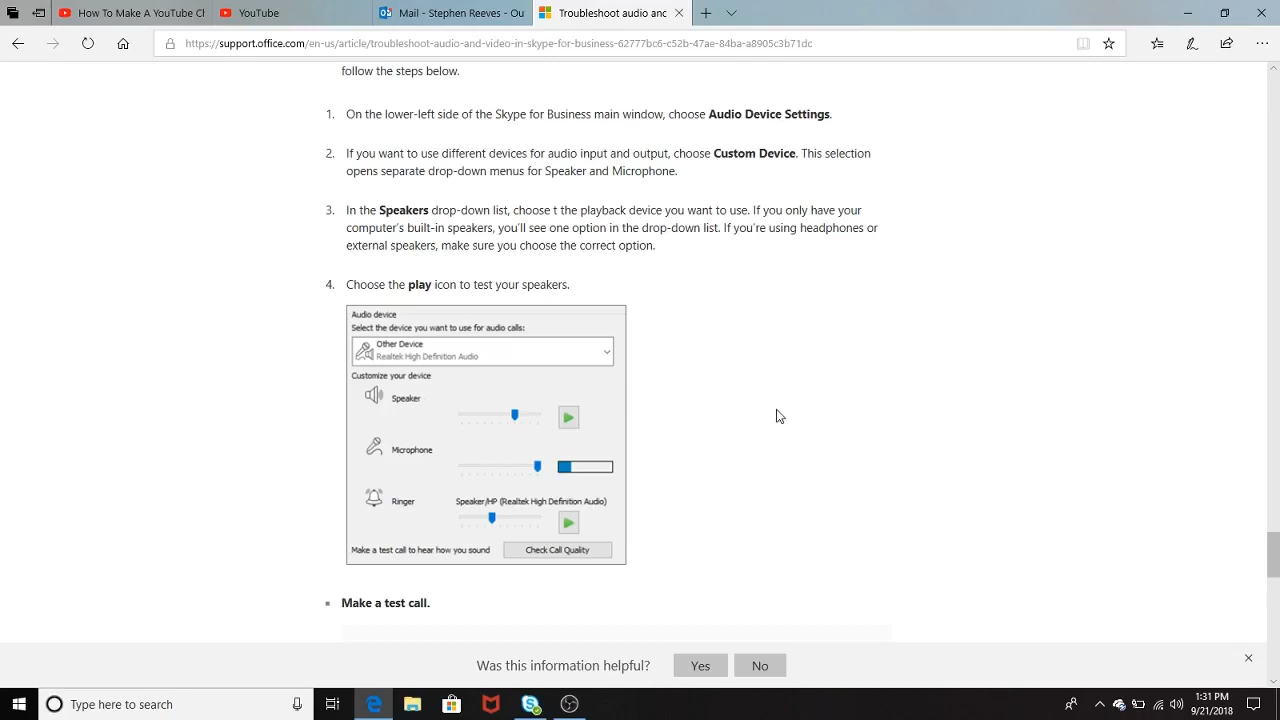 How To Make A YouTube Cl
YouTube
Mail - Stephen Reeves - Ou
Troubleshoot audio anc
https://support.office.com/en-us/article/troubleshoot-audio-and-video-in-skype-for-business-62777bc6-c52b-47ae-84ba-a8905c3b71dc
follow the steps below.
1. On the lower-left side of the Skype for Business main window, choose Audio Device Settings.
2. If you want to use different devices for audio input and output, choose Custom Device. This selection
opens separate drop-down menus for Speaker and Microphone.
3. In the Speakers drop-down list, choose t the playback device you want to use. If you only have your
computer's built-in speakers, you'll see one option in the drop-down list. If you're using headphones or
external speakers, make sure you choose the correct option.
4. Choose the play icon to test your speakers.
Audio device
Select the device you want to use for audio calls:
Other Device
Realtek High Definition Audio
Customize your device
Speaker
Microphone
Ringer
Speaker/HP (Realtek High Definition Audio)
Make a test call to hear how you sound
Check Call Quality
Make a test call.
Was this information helpful?
Yes
No
Type here to search
1:31 PM
9/21/2018